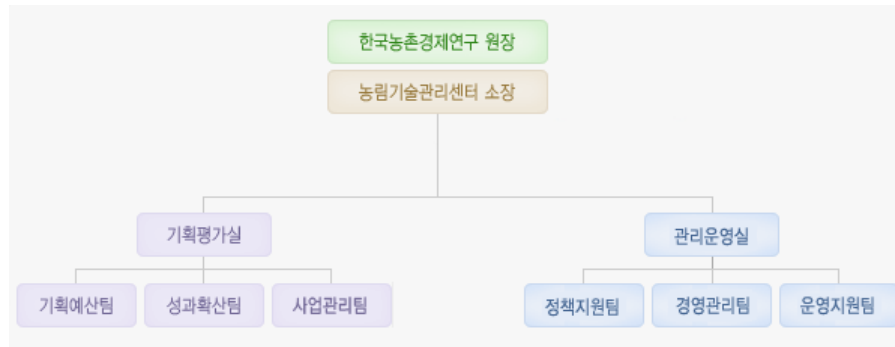 한국농촌경제연구 원장
농림기술관리센터 소장
기획평가실
관리운영실
기획예산팀
성과확산팀
사업관리팀
정책지원팀
경영관리팀
운영지원팀